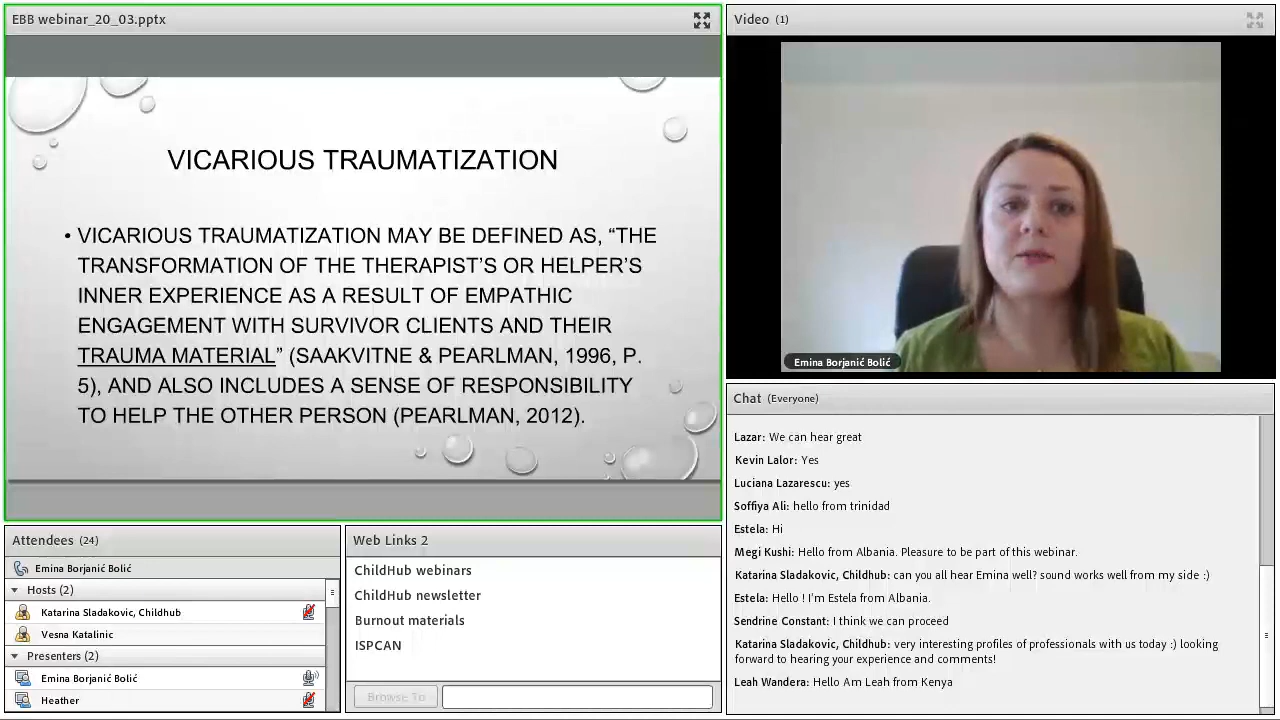 EBB webinar_20_03.pptx
VICARIOUS TRAUMATIZATION
• VICARIOUS TRAUMATIZATION MAY BE DEFINED AS, “THE
TRANSFORMATION OF THE THERAPIST’S OR HELPER’S
INNER EXPERIENCE AS A RESULT OF EMPATHIC
ENGAGEMENT WITH SURVIVOR CLIENTS AND THEIR
TRAUMA MATERIAL” (SAAKVITNE & PEARLMAN, 1996, P.
5), AND ALSO INCLUDES A SENSE OF RESPONSIBILITY
TO HELP THE OTHER PERSON (PEARLMAN, 2012).
Video (1)
Emina Borjanić Bolić
Chat (Everyone)
Lazar: We can hear great
Kevin Lalor: Yes
Luciana Lazarescu: yes
Soffiya Ali: hello from trinidad
Estela: Hi
Megi Kushi: Hello from Albania. Pleasure to be part of this webinar.
Katarina Sladakovic, Childhub: can you all hear Emina well? sound works well from my side :)
Estela: Hello ! I'm Estela from Albania.
Sendrine Constant: I think we can proceed
Katarina Sladakovic, Childhub: very interesting profiles of professionals with us today :) looking
forward to hearing your experience and comments!
Leah Wandera: Hello Am Leah from Kenya
Attendees (24)
Emina Borjanić Bolić
Hosts (2)
Katarina Sladakovic, Childhub
Vesna Katalinic
Presenters (2)
Emina Borjanić Bolić
Heather
Web Links 2
ChildHub webinars
ChildHub newsletter
Burnout materials
ISPCAN
Browse To